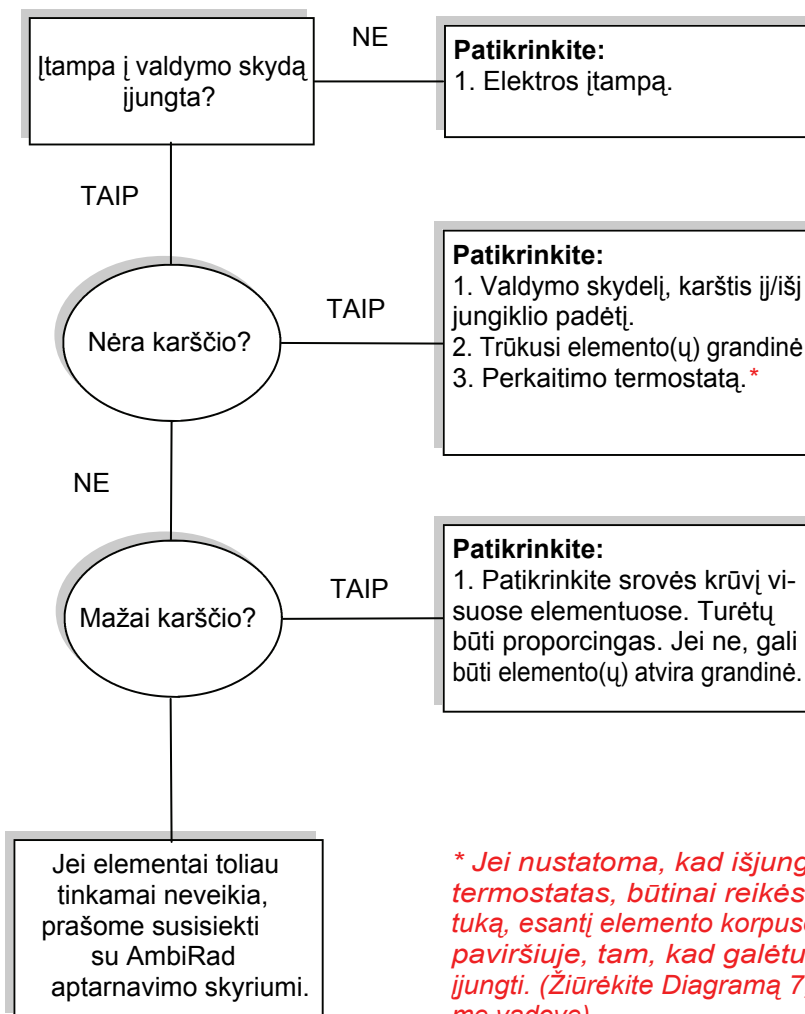 Įtampa į valdymo skydą
įjungta?
NE
Patikrinkite:
1. Elektros įtampą.
TAIP
Nėra karščio?
TAIP
Patikrinkite:
1. Valdymo skydelį, karštis įj/išj
jungiklio padėtį.
2. Trūkusi elemento(ų) grandinė
3. Perkaitimo termostatą.*
NE
Mažai karščio?
TAIP
Patikrinkite:
1. Patikrinkite srovės krūvį vi-
suose elementuose. Turėtų
būti proporcingas. Jei ne, gali
būti elemento(ų) atvira grandinė.
Jei elementai toliau
tinkamai neveikia,
prašome susisiekti
su AmbiRad
aptarnavimo skyriumi.
* Jei nustatoma, kad išjung
termostatas, būtinai reikės
tuką, esantį elemento korpus
paviršiuje, tam, kad galėtu
įjungti. (Žiūrėkite Diagramą 7